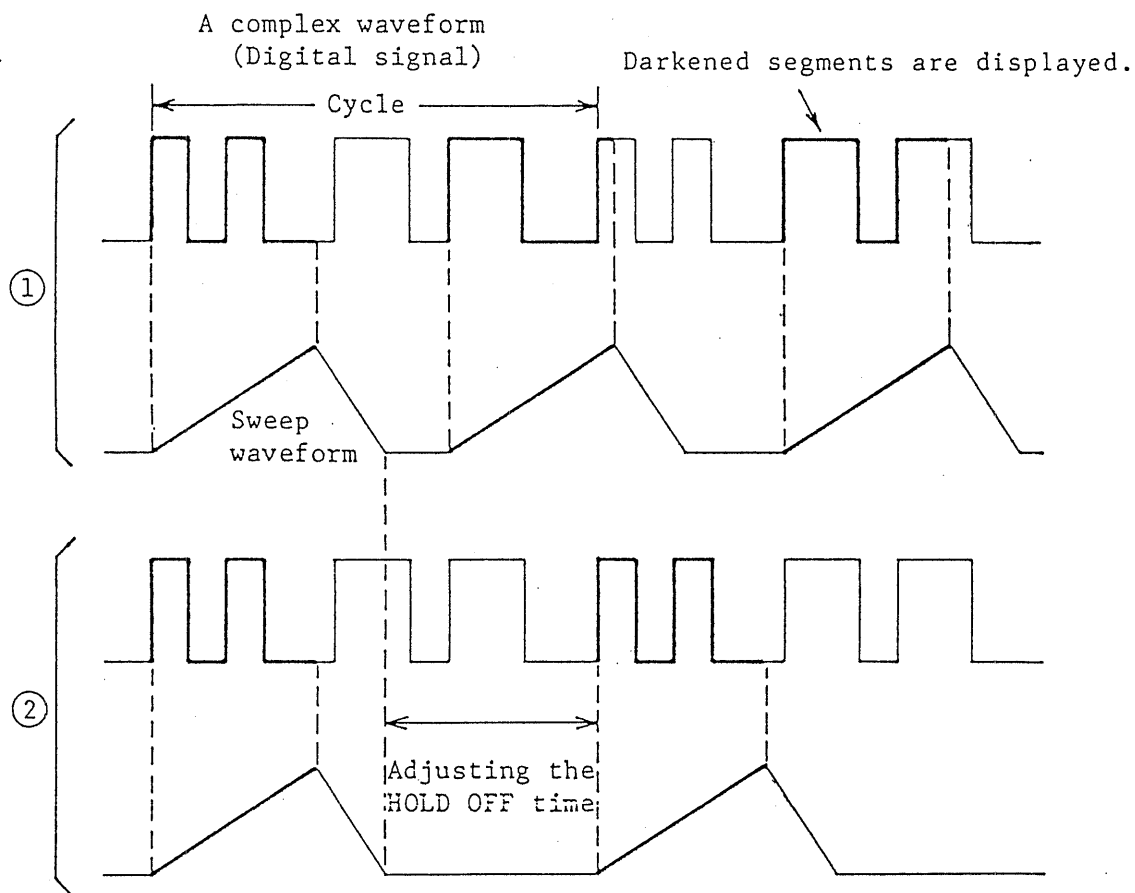 A complex waveform
(Digital signal)
Darkened segments are displayed.
Cycle
①
Sweep
waveform
②
Adjusting the
HOLD OFF time